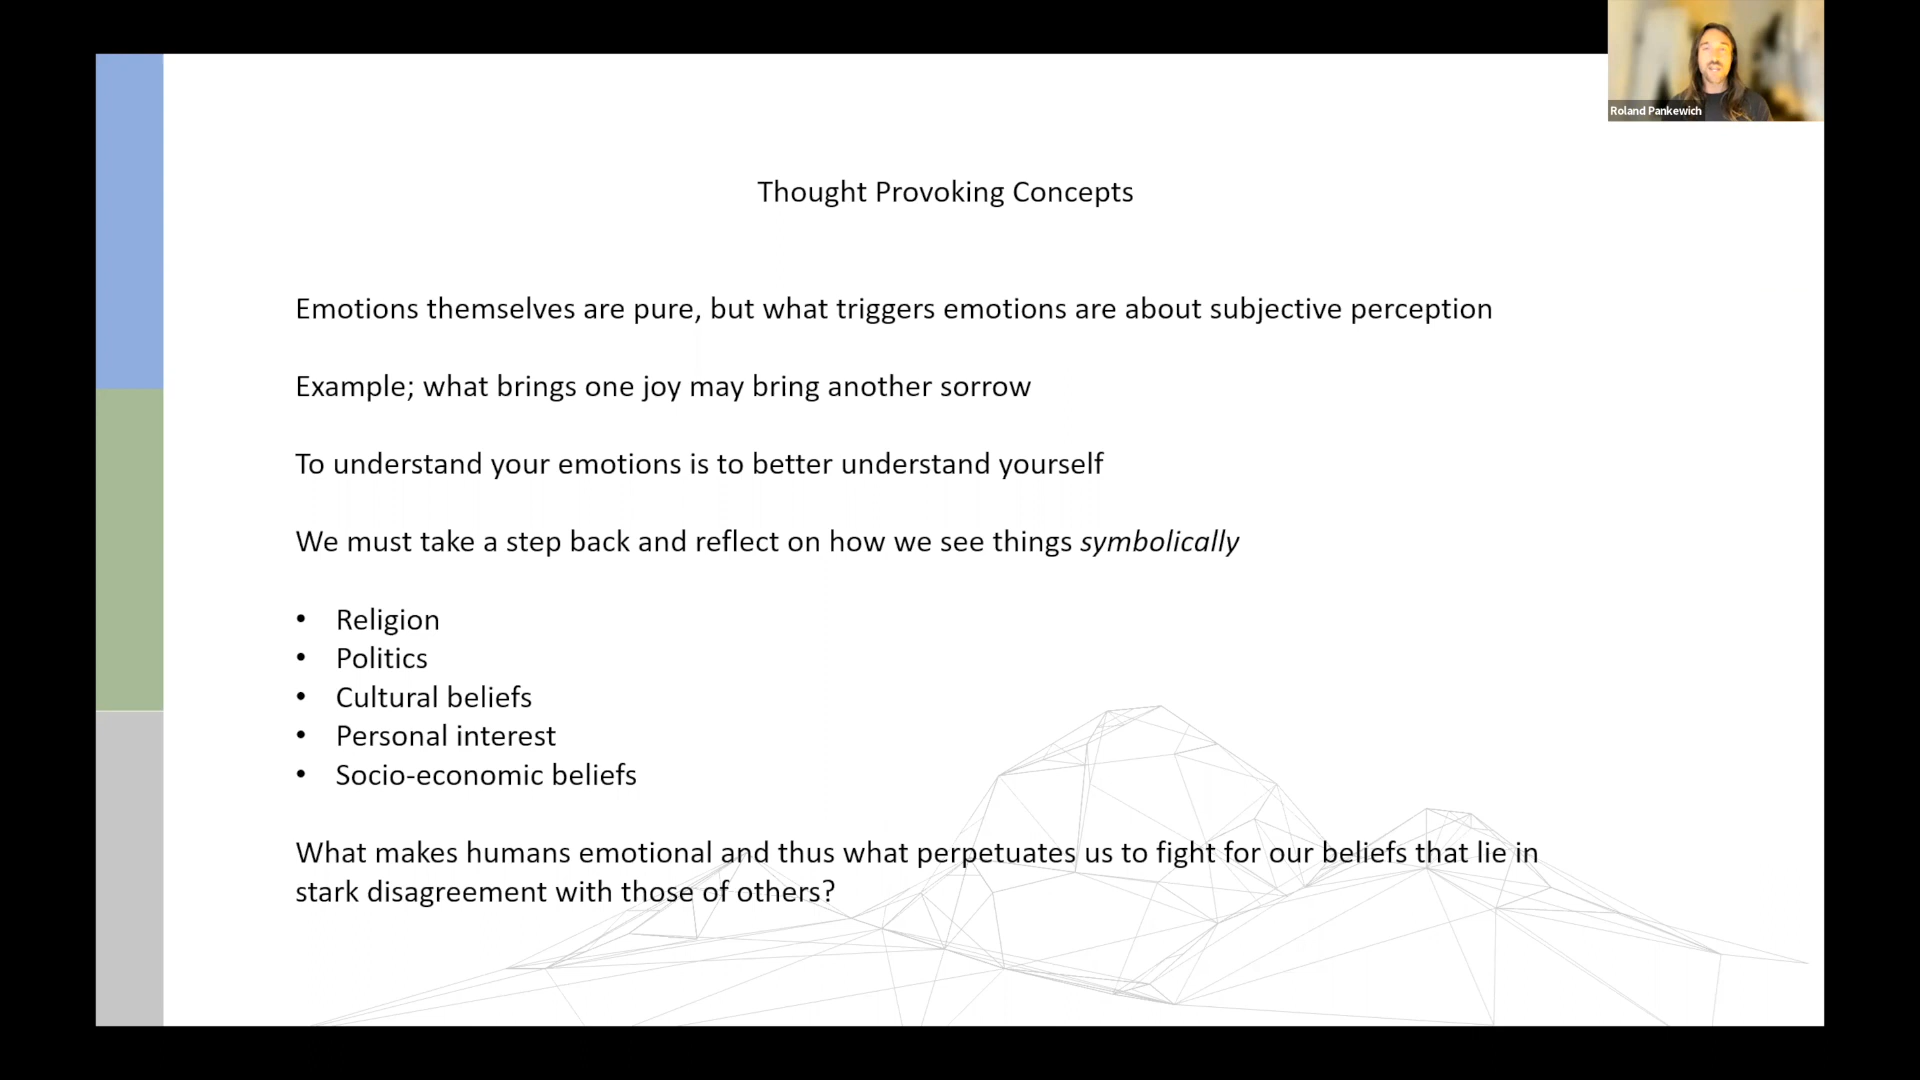 Roland Pankewich
Thought Provoking Concepts
Emotions themselves are pure, but what triggers emotions are about subjective perception
Example; what brings one joy may bring another sorrow
To understand your emotions is to better understand yourself
We must take a step back and reflect on how we see things symbolically
• Religion
• Politics
• Cultural beliefs
• Personal interest
• Socio-economic beliefs
What makes humans emotional and thus what perpetuates us to fight for our beliefs that lie in
stark disagreement with those of others?